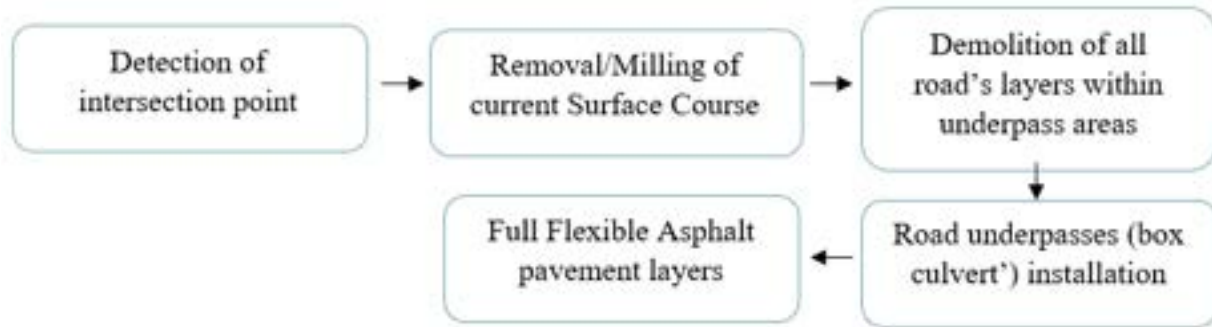 Detection of
intersection point
Removal/Milling of
current Surface Course
Demolition of all
road's layers within
underpass areas
Road underpasses (box
culvert') installation
Full Flexible Asphalt
pavement layers